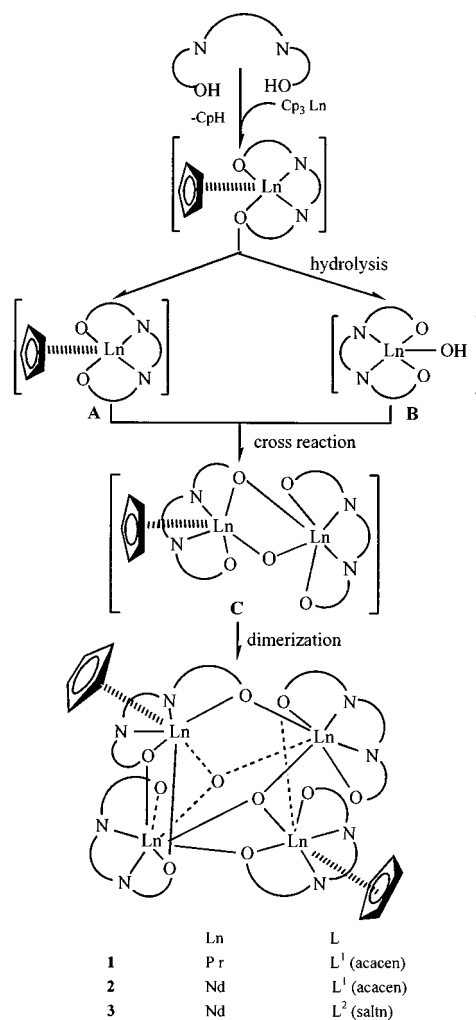 N N
OH HO
-CpH Cp3 Ln
O N
Ln
O N
hydrolysis
O N
Ln
O N
N O
Ln OH
N O
A B
cross reaction
N O O N
Ln Ln
N O O N
C
dimerization
N O O N
N Ln Ln N
O O O O
O O
N Ln Ln N
N O O N
Ln L
1 Pr L1 (acacen)
2 Nd L1 (acacen)
3 Nd L2 (saltn)